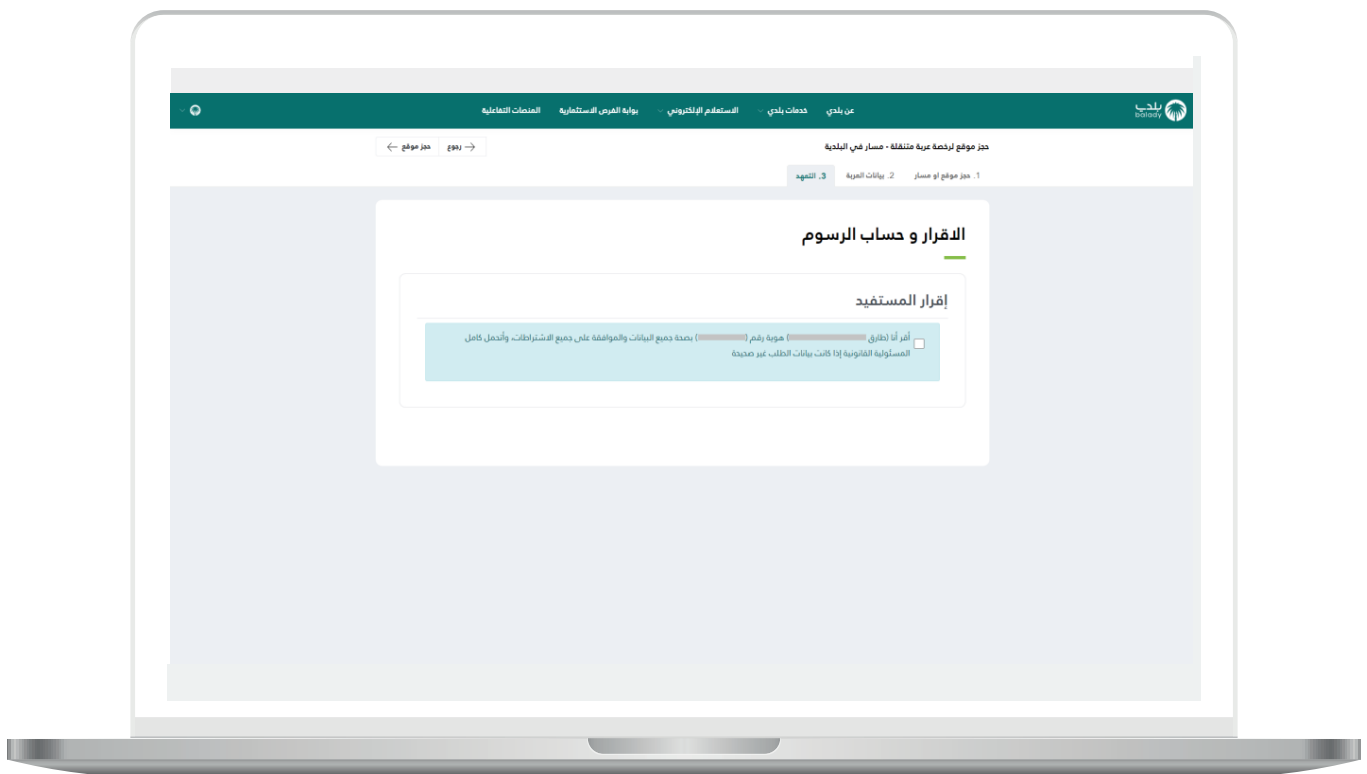 بلدي
balady
عن بلدي
خدمات بلدي
الاستعلام الإلكتروني
بوابة الفرص الاستثمارية
المنصات التفاعلية
حجز موقع لرخصة عربة متنقلة - مسار في البلدية
رجوع
حجز موقع
1. حجز موقع او مسار
2. بيانات العربة
3. التعهد
الاقرار و حساب الرسوم
إقرار المستفيد
أقر أنا (طارق ) هوية رقم ( ) بصحة جميع البيانات والموافقة على جميع الاشتراطات، وأتحمل كامل
المسئولية القانونية إذا كانت بيانات الطلب غير صحيحة